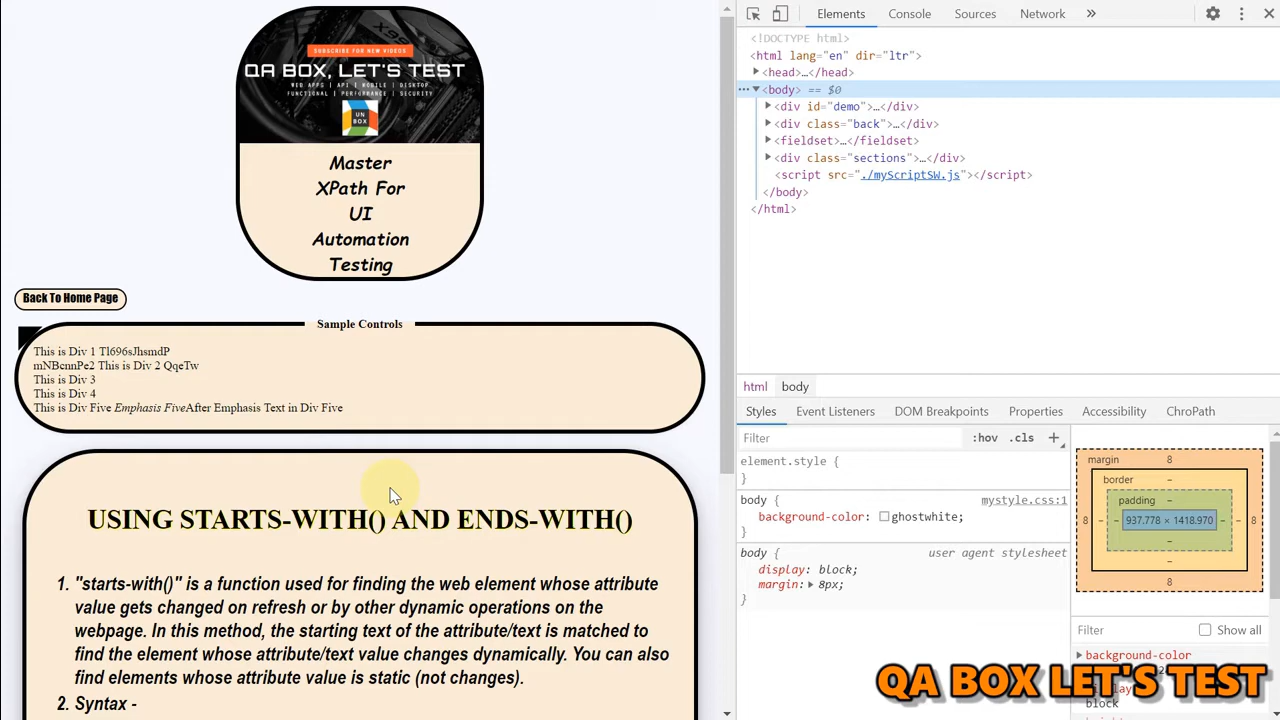 SUBSCRIBE FOR NEW VIDEOS
QA BOX, LET'S TEST
WEB APPS | API | MOBILE | DESKTOP
FUNCTIONAL | PERFORMANCE | SECURITY
UN
BOX
Master
XPath For
UI
Automation
Testing
Back To Home Page
Sample Controls
This is Div 1 Tl696sJhsmdP
mNBcnnPe2 This is Div 2 QqeTw
This is Div 3
This is Div 4
This is Div Five Emphasis FiveAfter Emphasis Text in Div Five
USING STARTS-WITH() AND ENDS-WITH()
1. "starts-with()" is a function used for finding the web element whose attribute
value gets changed on refresh or by other dynamic operations on the
webpage. In this method, the starting text of the attribute/text is matched to
find the element whose attribute/text value changes dynamically. You can also
find elements whose attribute value is static (not changes).
2. Syntax -
Elements Console Sources Network »
<!DOCTYPE html>
<html lang="en" dir="ltr">
<head>…</head>
<body> == $0
<div id="demo">…</div>
<div class="back">…</div>
<fieldset>…</fieldset>
<div class="sections">…</div>
<script src="./myScriptSW.js"></script>
</body>
</html>
html body
Styles Event Listeners DOM Breakpoints Properties Accessibility ChroPath
Filter :hov .cls +
element.style {
}
body { mystyle.css:1
background-color: ghostwhite;
}
body { user agent stylesheet
display: block;
margin: 8px;
}
margin 8
border –
padding –
8 – – 937.778 × 1418.970 – – 8
–
–
8
Filter Show all
background-color
block
QA BOX LET'S TEST